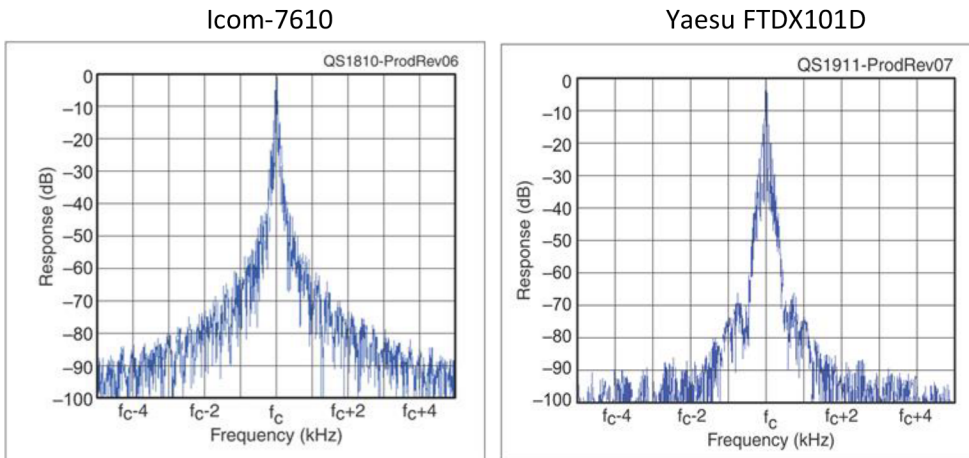 Icom-7610
Yaesu FTDX101D
QS1810-ProdRev06
0
–10
–20
–30
–40
–50
–60
–70
–80
–90
–100
Response (dB)
fC-4
fC-2
fC
fC+2
fC+4
Frequency (kHz)
QS1911-ProdRev07
0
–10
–20
–30
–40
–50
–60
–70
–80
–90
–100
Response (dB)
fC-4
fC-2
fC
fC+2
fC+4
Frequency (kHz)